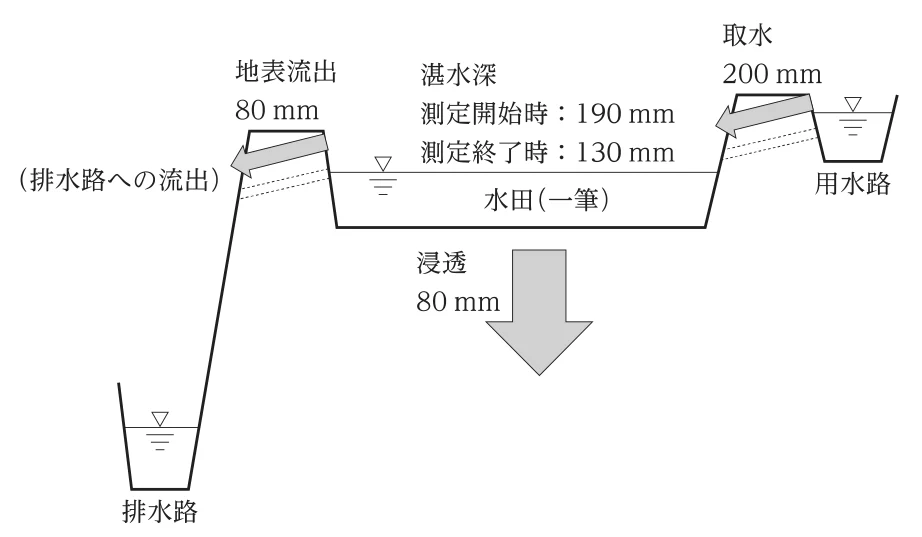 取水
200 mm
地表流出
80 mm
湛水深
測定開始時：190 mm
測定終了時：130 mm
(排水路への流出)
水田(一筆)
用水路
浸透
80 mm
排水路